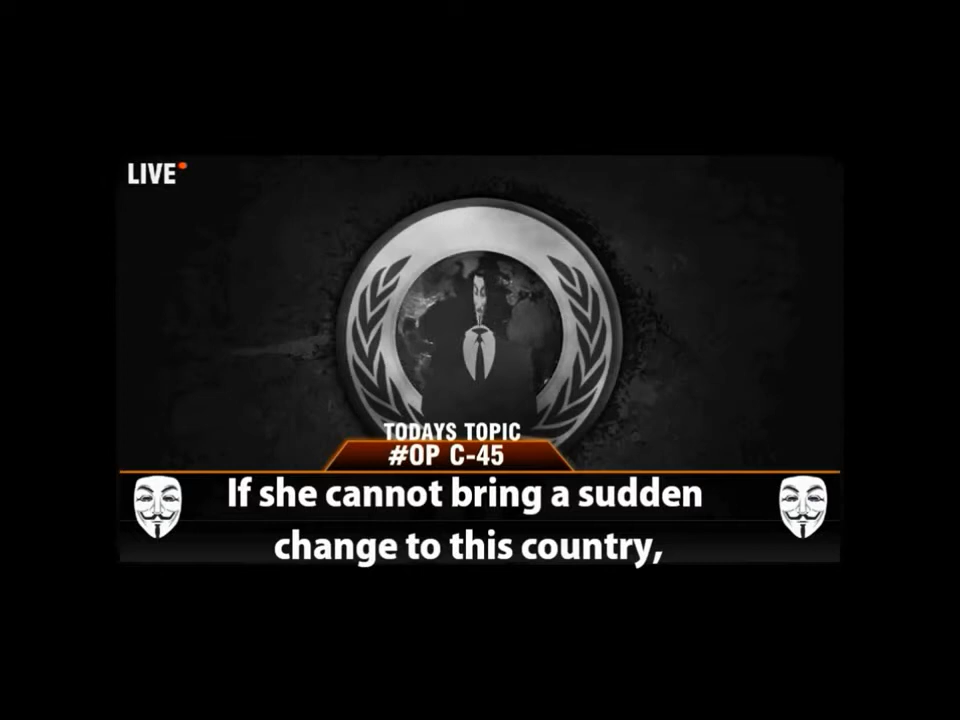 LIVE
TODAYS TOPIC
#OP C-45
If she cannot bring a sudden
change to this country,